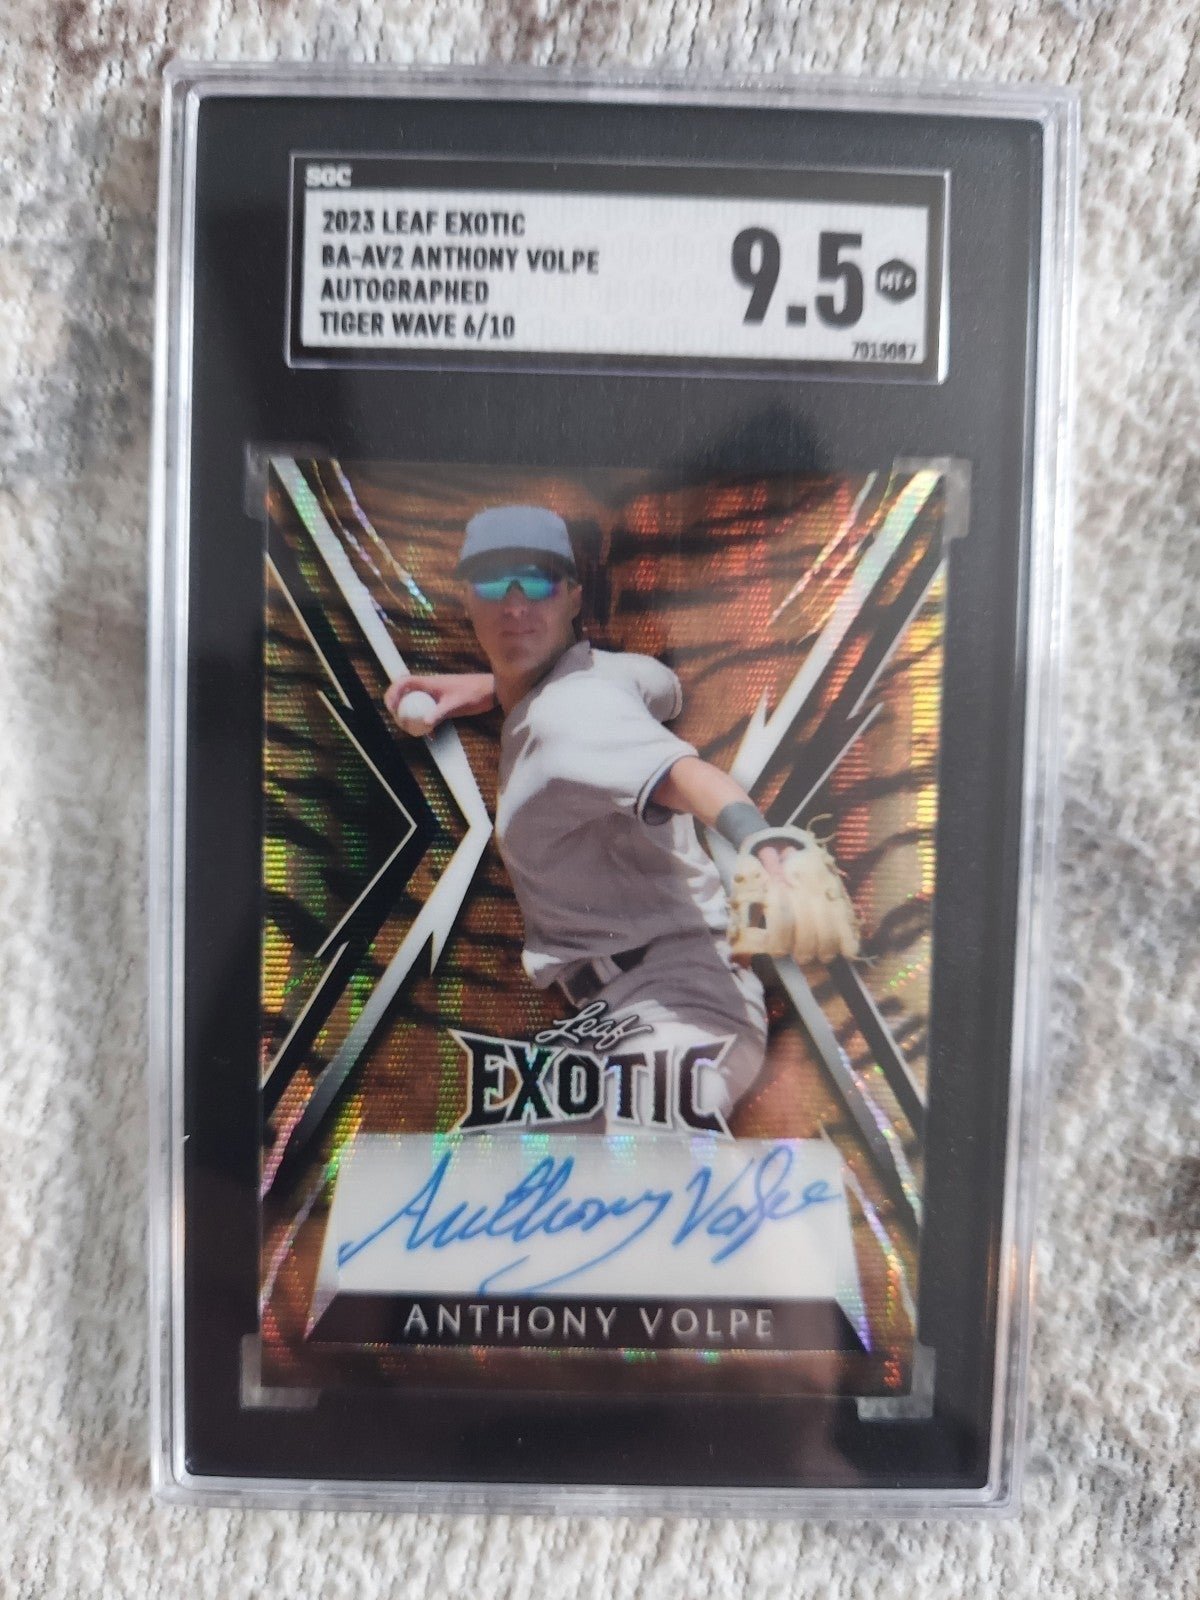 SGC
2023 LEAF EXOTIC
BA-AV2 ANTHONY VOLPE
AUTOGRAPHED
TIGER WAVE 6/10
9.5
MT+
7015087
Leaf
EXOTIC
Anthony Volpe
ANTHONY VOLPE